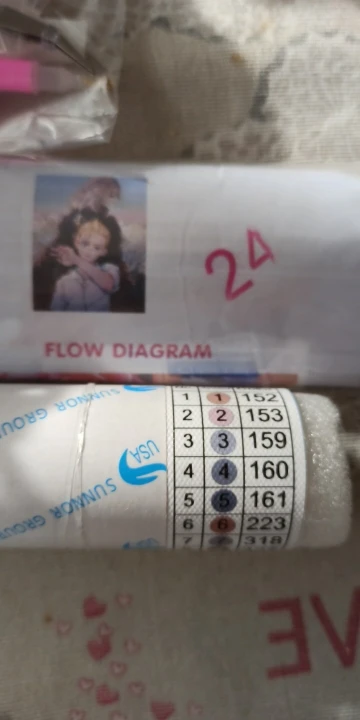 24
FLOW DIAGRAM
1 1 152
2 2 153
3 3 159
4 4 160
5 5 161
6 6 223
7 7 318
SUNNOR GROUP
USA
SUNNOR GROUP